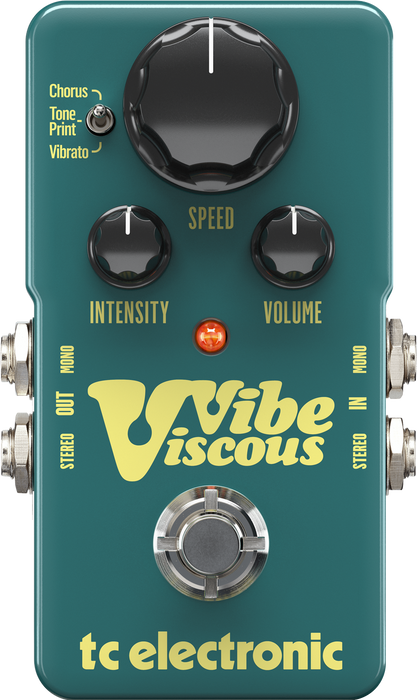 Chorus
Tone
Print
Vibrato
SPEED
INTENSITY
VOLUME
MONO
OUT
STEREO
MONO
IN
STEREO
Vibe
Viscous
tc electronic